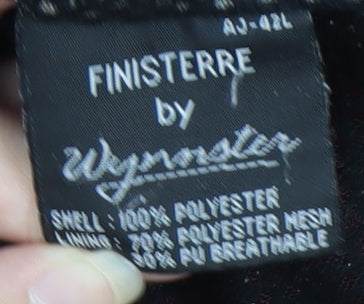 AJ-42L
FINISTERRE
by
Wynnster
SHELL : 100% POLYESTER
LINING : 70% POLYESTER MESH
30% PU BREATHABLE